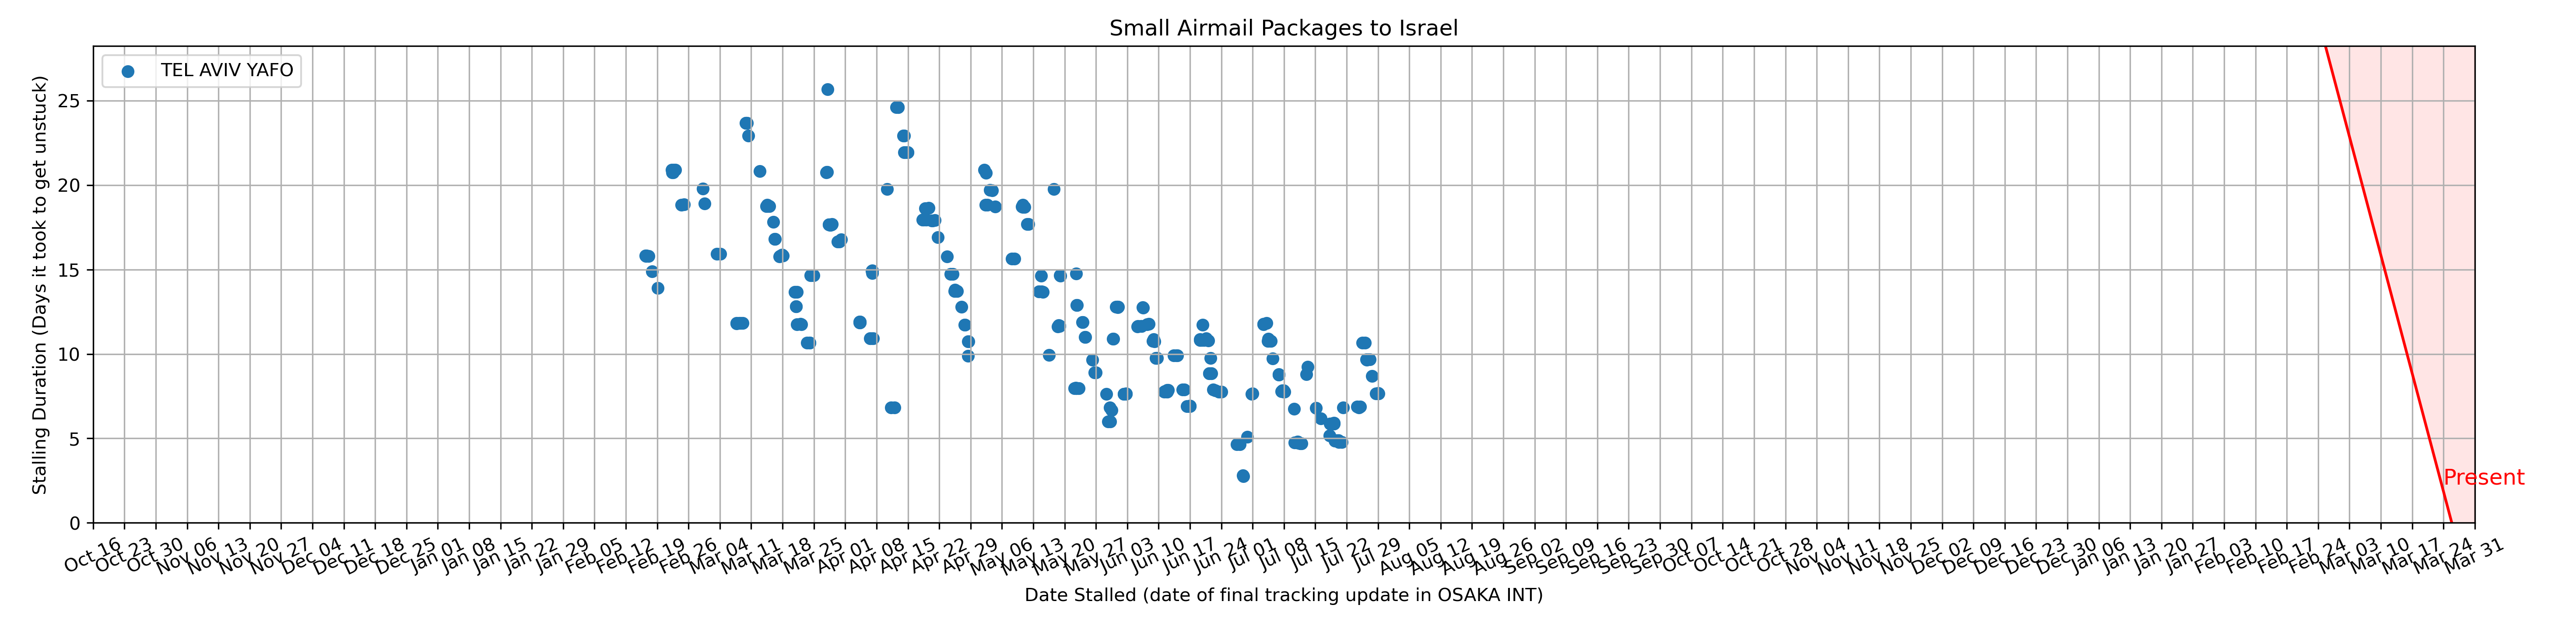 Small Airmail Packages to Israel
TEL AVIV YAFO
Stalling Duration (Days it took to get unstuck)
25
20
15
10
5
0
Present
Oct 16
Oct 23
Oct 30
Nov 06
Nov 13
Nov 20
Nov 27
Dec 04
Dec 11
Dec 18
Dec 25
Jan 01
Jan 08
Jan 15
Jan 22
Jan 29
Feb 05
Feb 12
Feb 19
Feb 26
Mar 04
Mar 11
Mar 18
Mar 25
Apr 01
Apr 08
Apr 15
Apr 22
Apr 29
May 06
May 13
May 20
May 27
Jun 03
Jun 10
Jun 17
Jun 24
Jul 01
Jul 08
Jul 15
Jul 22
Jul 29
Aug 05
Aug 12
Aug 19
Aug 26
Sep 02
Sep 09
Sep 16
Sep 23
Sep 30
Oct 07
Oct 14
Oct 21
Oct 28
Nov 04
Nov 11
Nov 18
Nov 25
Dec 02
Dec 09
Dec 16
Dec 23
Dec 30
Jan 06
Jan 13
Jan 20
Jan 27
Feb 03
Feb 10
Feb 17
Feb 24
Mar 03
Mar 10
Mar 17
Mar 24
Mar 31
Date Stalled (date of final tracking update in OSAKA INT)